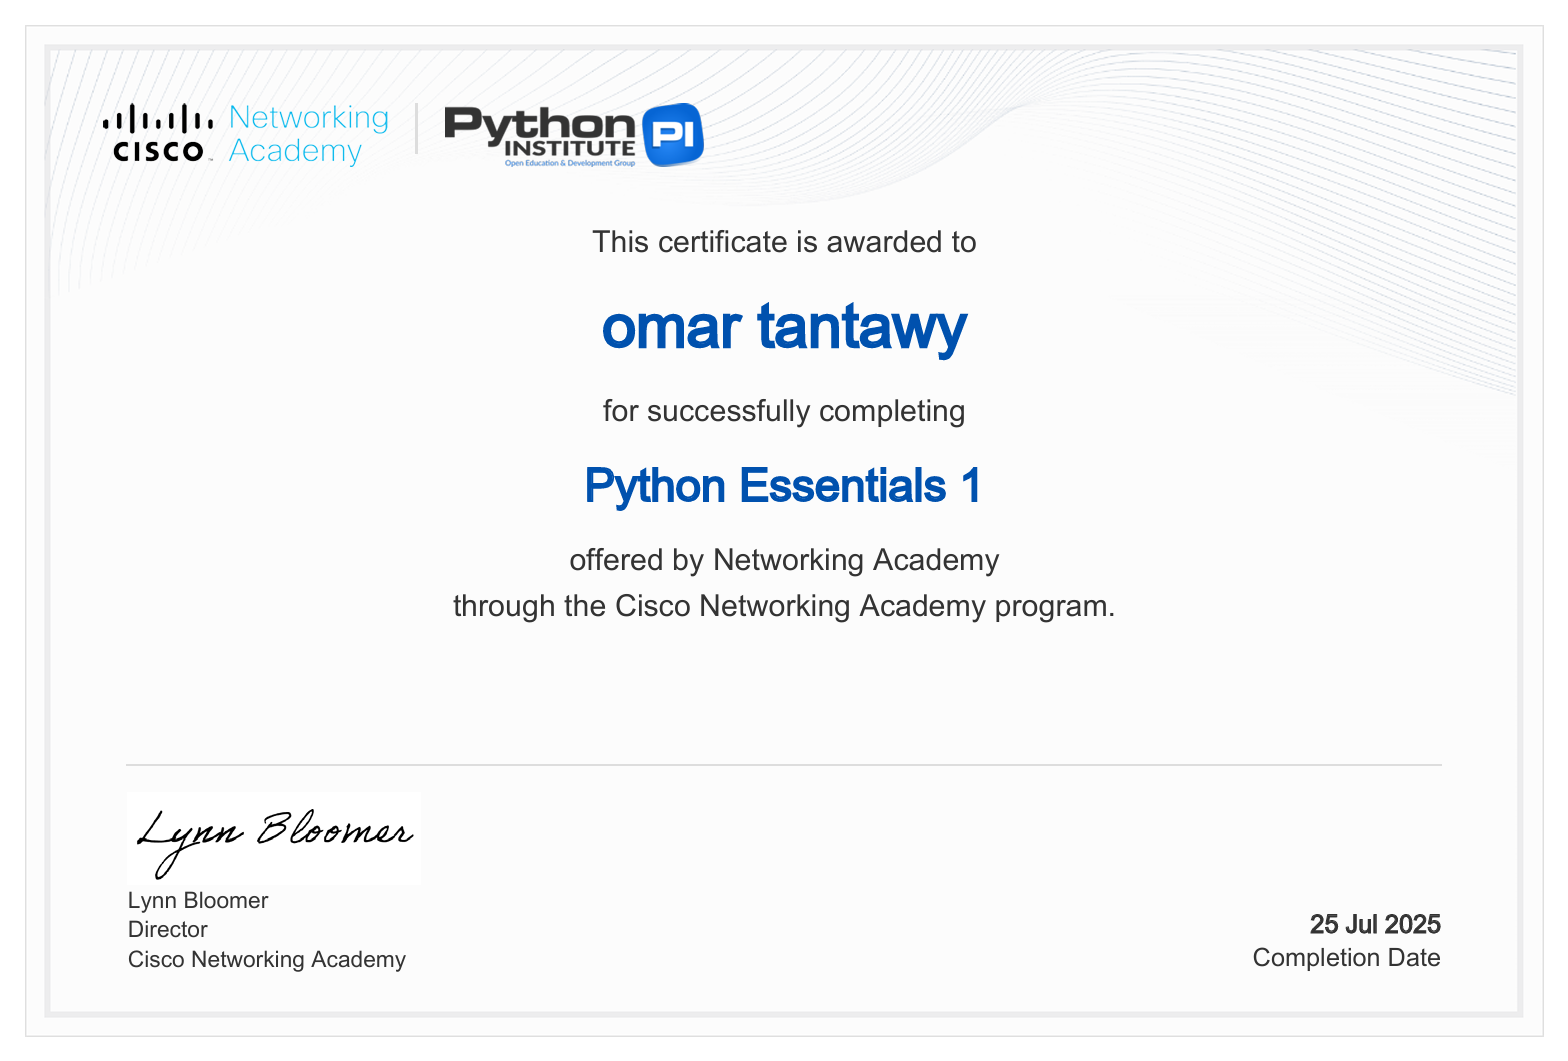 CISCO
Networking
Academy
Python
INSTITUTE
Open Education & Development Group
PI
This certificate is awarded to
omar tantawy
for successfully completing
Python Essentials 1
offered by Networking Academy
through the Cisco Networking Academy program.
Lynn Bloomer
Lynn Bloomer
Director
Cisco Networking Academy
25 Jul 2025
Completion Date